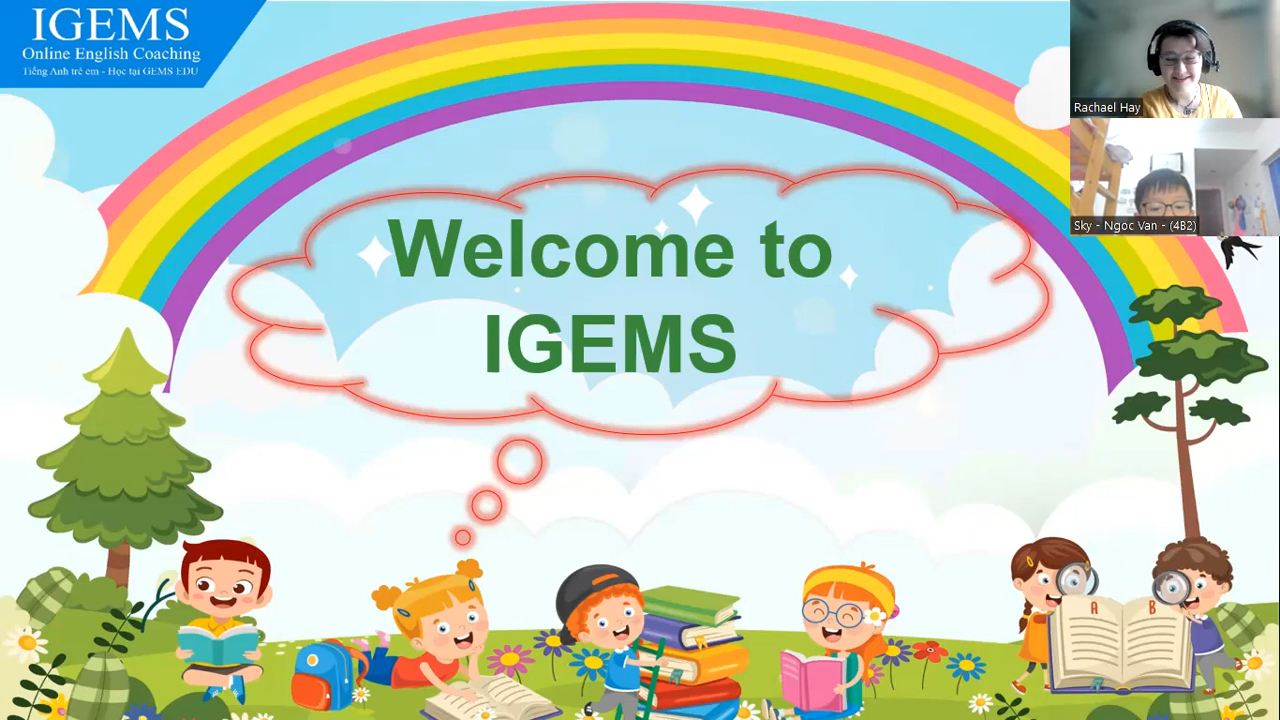 IGEMS
Online English Coaching
Tiếng Anh trẻ em - Học tại GEMS EDU
Rachael Hay
Sky - Ngoc Van - (4B2)
Welcome to
IGEMS
A B